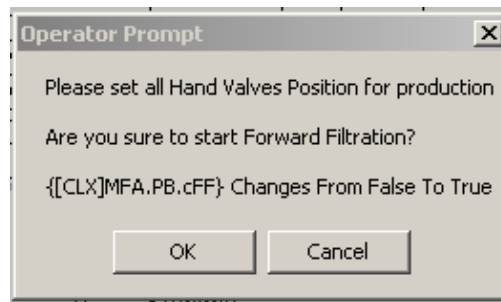 Operator Prompt
Please set all Hand Valves Position for production
Are you sure to start Forward Filtration?
{[CLX]MFA.PB.cFF} Changes From False To True
OK
Cancel